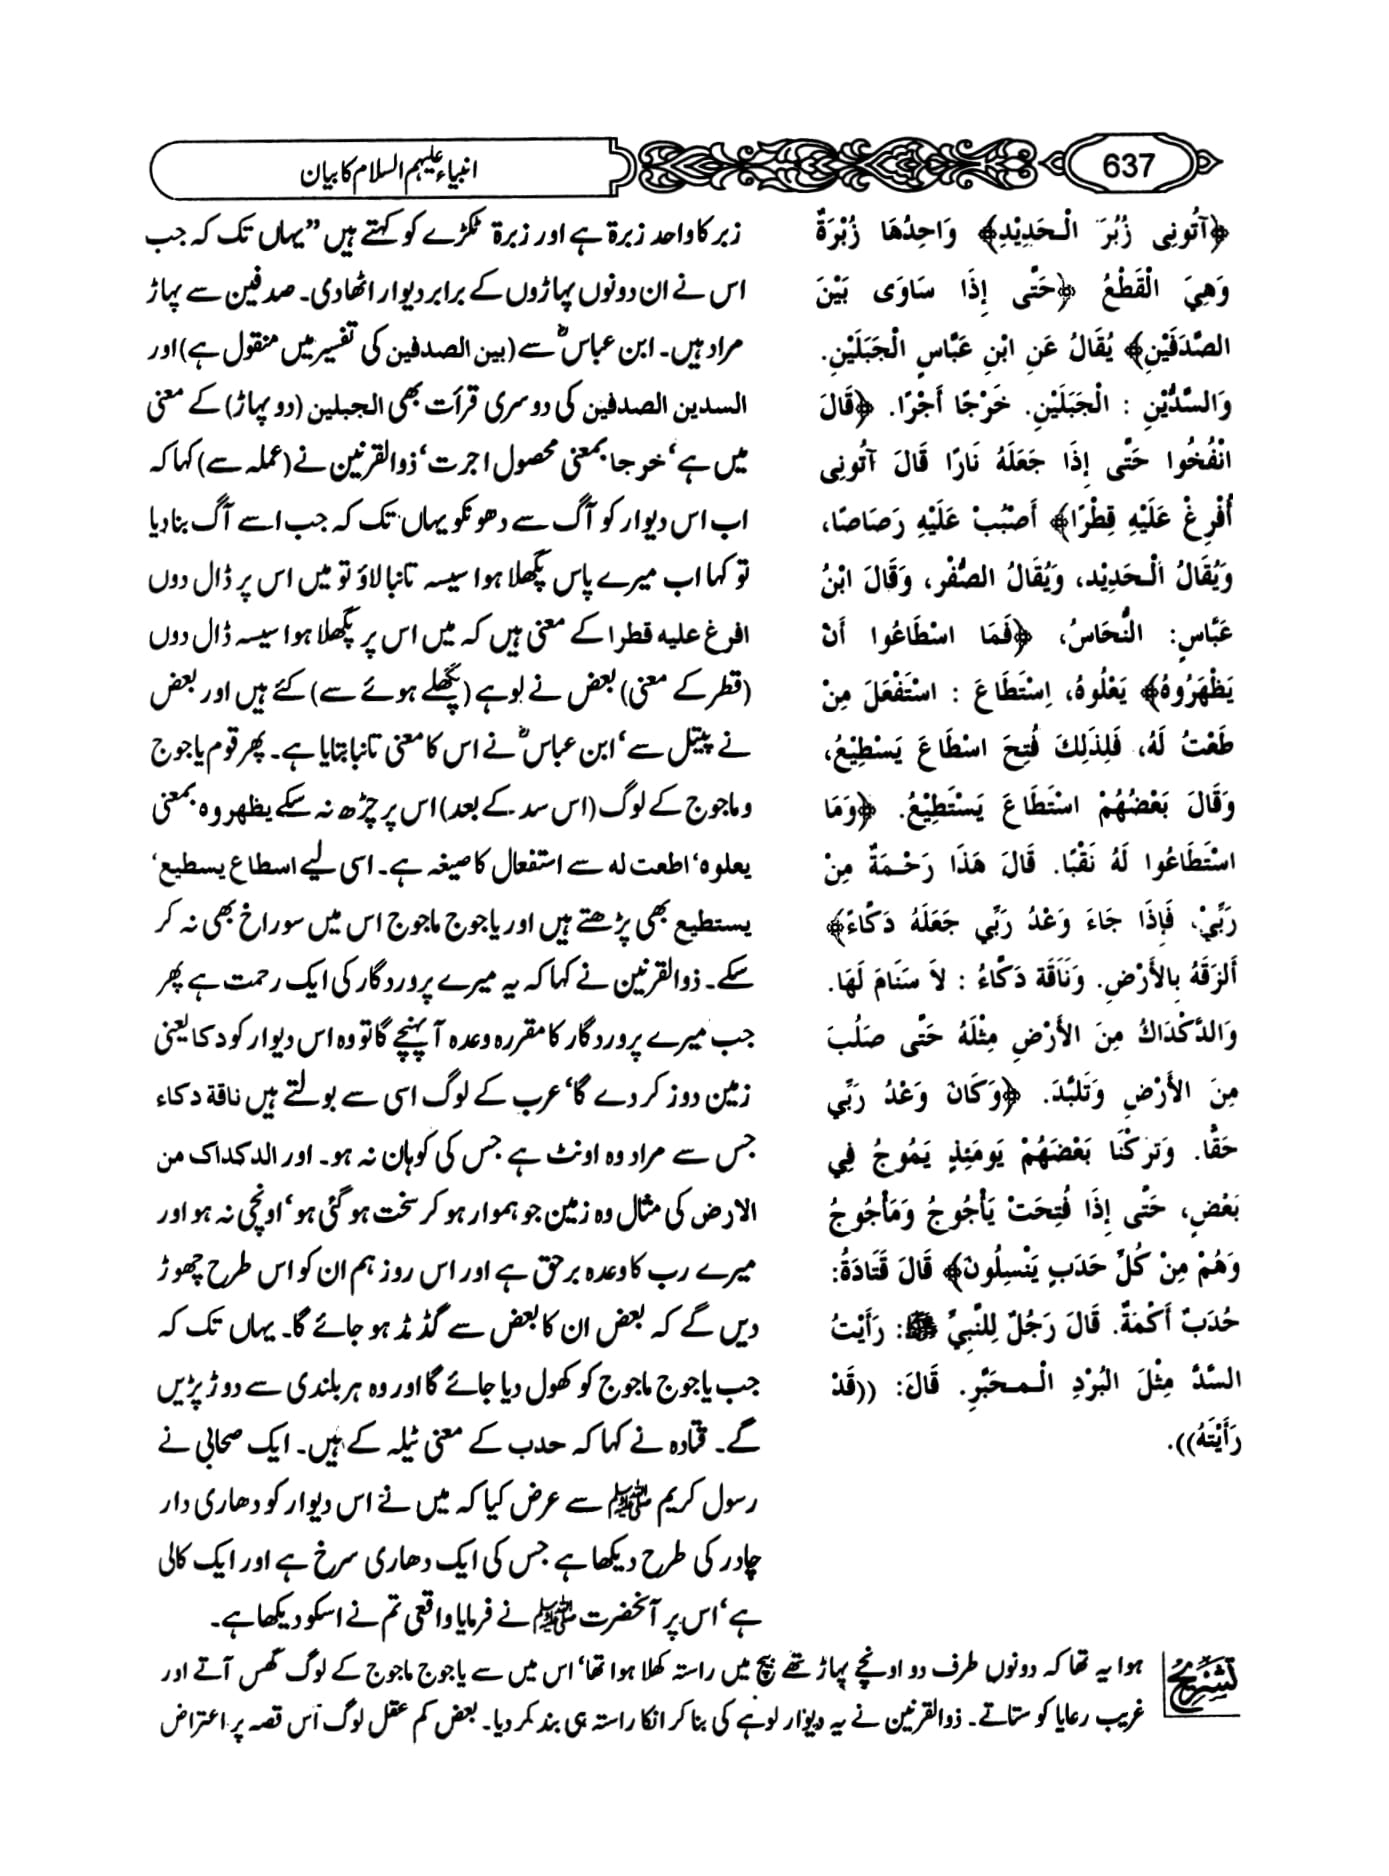 637
انبیاء علیہم السلام کا بیان
﴿آتُونِی زُبُرَ الْحَدِیْدِ﴾ وَاحِدُهَا زُبْرَةٌ
وَهِيَ الْقَطْعُ ﴿حَتَّی إِذَا سَاوَی بَیْنَ
الصَّدَفَیْنِ﴾ یُقَالُ عَنِ ابْنِ عَبَّاسٍ الْجَبَلَیْنِ.
وَالسُّدَّیْنِ : الْجَبَلَیْنِ. خَرْجًا أَجْرًا. ﴿قَالَ
انْفُخُوا حَتَّی إِذَا جَعَلَهُ نَارًا قَالَ آتُونِی
أُفْرِغْ عَلَیْهِ قِطْرًا﴾ أَصْبُبْ عَلَیْهِ رَصَاصًا،
وَیُقَالُ الْحَدِیْد، وَیُقَالُ الصُّفْر، وَقَالَ ابْنُ
عَبَّاسٍ: النُّحَاسُ، ﴿فَمَا اسْطَاعُوا أَنْ
یَظْهَرُوهُ﴾ یَعْلُوهُ، اِسْتَطَاعَ : اسْتَفْعَلَ مِنْ
طَعْتُ لَهُ، فَلِذَلِكَ فُتِحَ اسْطَاعَ یَسْطِیْعُ،
وَقَالَ بَعْضُهُمْ اسْتَطَاعَ یَسْتَطِیْعُ. ﴿وَمَا
اسْتَطَاعُوا لَهُ نَقْبًا. قَالَ هَذَا رَحْمَةٌ مِنْ
رَبِّيْ، فَإِذَا جَاءَ وَعْدُ رَبِّي جَعَلَهُ دَكَّاءَ﴾
أَلزَقَهُ بِالأَرْضِ. وَنَاقَة دَكَّاءُ : لاَ سَنَامَ لَهَا.
وَالدَّكْدَاكُ مِنَ الأَرْضِ مِثْلَهُ حَتَّی صَلُبَ
مِنَ الأَرْضِ وَتَلَبَّدَ. ﴿وَكَانَ وَعْدُ رَبِّي
حَقًّا. وَتَرَكْنَا بَعْضَهُمْ یَومَئِذٍ یَمُوجُ فِي
بَعْضٍ، حَتَّی إِذَا فُتِحَتْ یَأْجُوجُ وَمَأْجُوجُ
وَهُمْ مِنْ كُلِّ حَدَبٍ یَنْسِلُونَ﴾ قَالَ قَتَادَةُ:
حُدَبٌ أَكْمَةٌ. قَالَ رَجُلٌ لِلنَّبِيِّ ﷺ: رَأَیْتُ
السَّدَّ مِثْلَ البُرْدِ الْمحَبَّرِ. قَالَ: ((قَدْ
رَأَیْتَهُ)).
زبر کا واحد زبرة ہے اور زبرة ٹکڑے کو کہتے ہیں ”یہاں تک کہ جب
اس نے ان دونوں پہاڑوں کے برابر دیوار اٹھا دی۔ صدفین سے پہاڑ
مراد ہیں۔ ابن عباسؓ سے (بین الصدفین کی تفسیر میں منقول ہے) اور
السدین الصدفین کی دوسری قرأت بھی الجبلین (دو پہاڑ) کے معنی
میں ہے، خرجا بمعنی محصول اجرت، ذوالقرنین نے (عملہ سے) کہا کہ
اب اس دیوار کو آگ سے دھونکو یہاں تک کہ جب اسے آگ بنا دیا
تو کہا اب میرے پاس پگھلا ہوا سیسہ تانبا لاؤ تو میں اس پر ڈال دوں
افرغ علیه قطرا کے معنی ہیں کہ میں اس پر پگھلا ہوا سیسہ ڈال دوں
(قطر کے معنی) بعض نے لوہے (پگھلے ہوئے سے) کئے ہیں اور بعض
نے پیتل سے، ابن عباسؓ نے اس کا معنی تانبا بتایا ہے۔ پھر قوم یاجوج
و ماجوج کے لوگ (اس سد کے بعد) اس پر چڑھ نہ سکے یظهروه بمعنی
یعلوه، اطعت له سے استفعال کا صیغہ ہے۔ اسی لیے اسطاع یسطیع،
یستطیع بھی پڑھتے ہیں اور یاجوج ماجوج اس میں سوراخ بھی نہ کر
سکے۔ ذوالقرنین نے کہا کہ یہ میرے پروردگار کی ایک رحمت ہے پھر
جب میرے پروردگار کا مقررہ وعدہ آ پہنچے گا تو وہ اس دیوار کو دکا یعنی
زمین دوز کر دے گا، عرب کے لوگ اسی سے بولتے ہیں ناقة دکاء
جس سے مراد وہ اونٹ ہے جس کی کوہان نہ ہو۔ اور الدکداک من
الارض کی مثال وہ زمین جو ہموار ہو کر سخت ہو گئی ہو، اونچی نہ ہو اور
میرے رب کا وعدہ برحق ہے اور اس روز ہم ان کو اس طرح چھوڑ
دیں گے کہ بعض ان کا بعض سے گڈ مڈ ہو جائے گا۔ یہاں تک کہ
جب یاجوج ماجوج کو کھول دیا جائے گا اور وہ ہر بلندی سے دوڑ پڑیں
گے۔ قتادہ نے کہا کہ حدب کے معنی ٹیلہ کے ہیں۔ ایک صحابی نے
رسول کریم ﷺ سے عرض کیا کہ میں نے اس دیوار کو دھاری دار
چادر کی طرح دیکھا ہے جس کی ایک دھاری سرخ ہے اور ایک کالی
ہے، اس پر آنحضرت ﷺ نے فرمایا واقعی تم نے اسکو دیکھا ہے۔
تشریح
ہوا یہ تھا کہ دونوں طرف دو اونچے پہاڑ تھے بیچ میں راستہ کھلا ہوا تھا، اس میں سے یاجوج ماجوج کے لوگ گھس آتے اور
غریب رعایا کو ستاتے۔ ذوالقرنین نے یہ دیوار لوہے کی بنا کر انکا راستہ ہی بند کر دیا۔ بعض کم عقل لوگ اس قصہ پر اعتراض